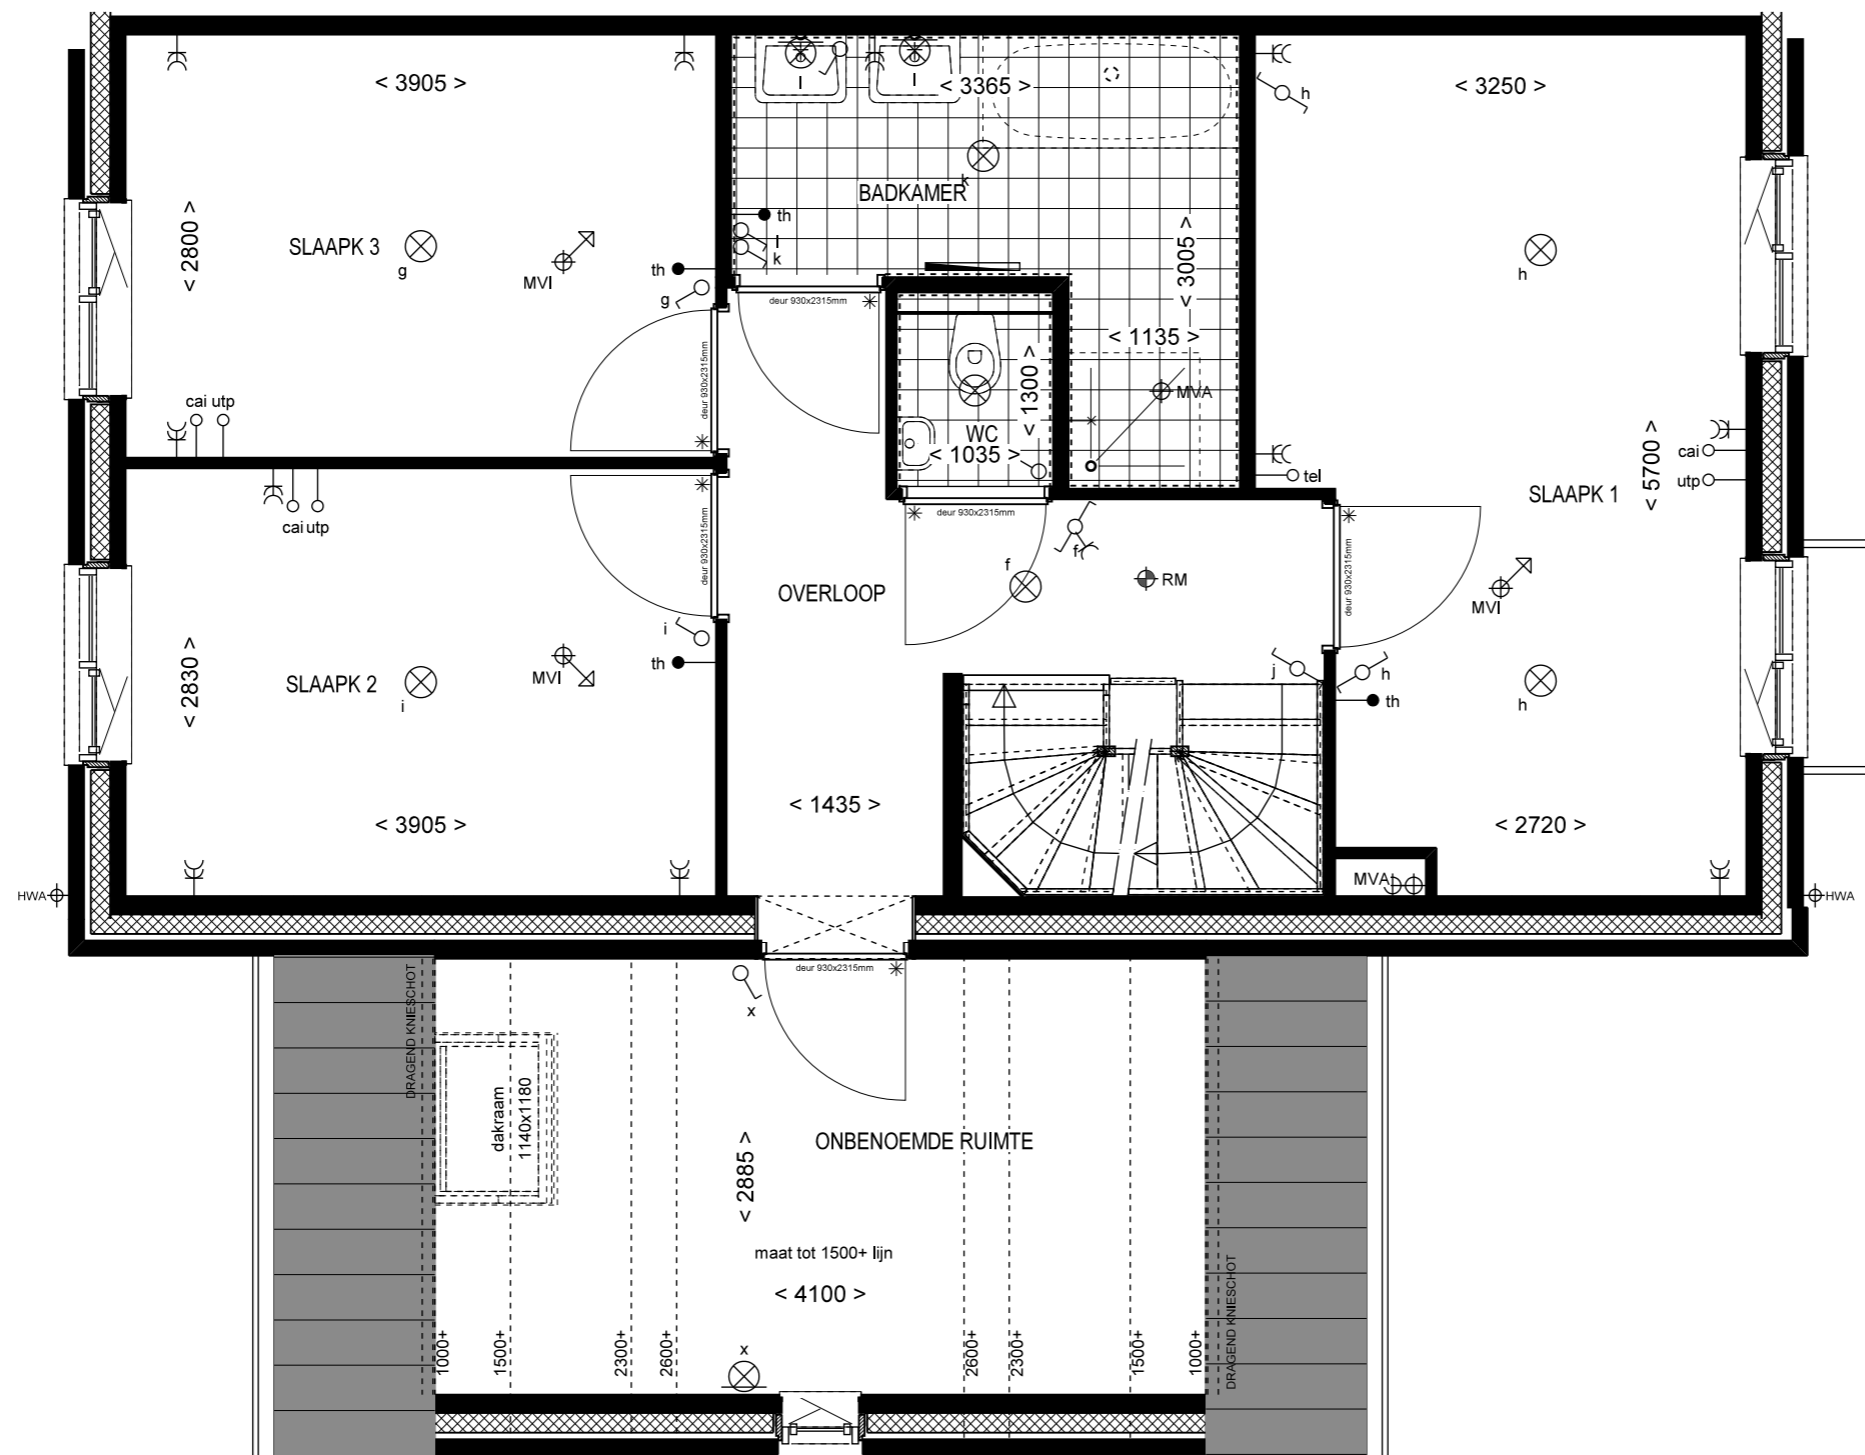 < 3905 >
l
l
< 3365 >
< 3250 >
h
k
BADKAMER
< 2800 >
SLAAPK 3
g
MVI
th
g
th
l
k
< 3005 >
h
deur 930x2315mm
deur 930x2315mm
< 1135 >
< 1300 >
MVA
WC
< 1035 >
cai utp
cai utp
tel
cai
utp
SLAAPK 1
< 5700 >
deur 930x2315mm
deur 930x2315mm
deur 930x2315mm
f
f
OVERLOOP
RM
MVI
< 2830 >
SLAAPK 2
i
MVI
i
th
j
h
th
h
< 1435 >
< 3905 >
< 2720 >
MVA
HWA
HWA
deur 930x2315mm
x
DRAGEND KNIESCHOT
dakraam
1140x1180
< 2885 >
ONBENOEMDE RUIMTE
maat tot 1500+ lijn
< 4100 >
DRAGEND KNIESCHOT
1000+
1500+
2300+
2600+
x
2600+
2300+
1500+
1000+